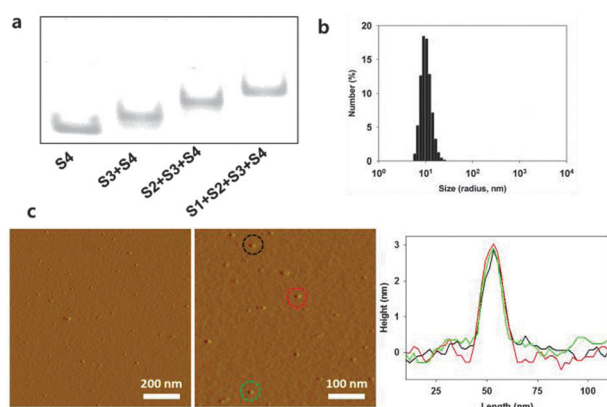 a
S4
S3+S4
S2+S3+S4
S1+S2+S3+S4
b
Number (%)
20
15
10
5
0
10⁰
10¹
10²
10³
10⁴
Size (radius, nm)
c
200 nm
100 nm
Height (nm)
3
2
1
0
25
50
75
100
Length (nm)